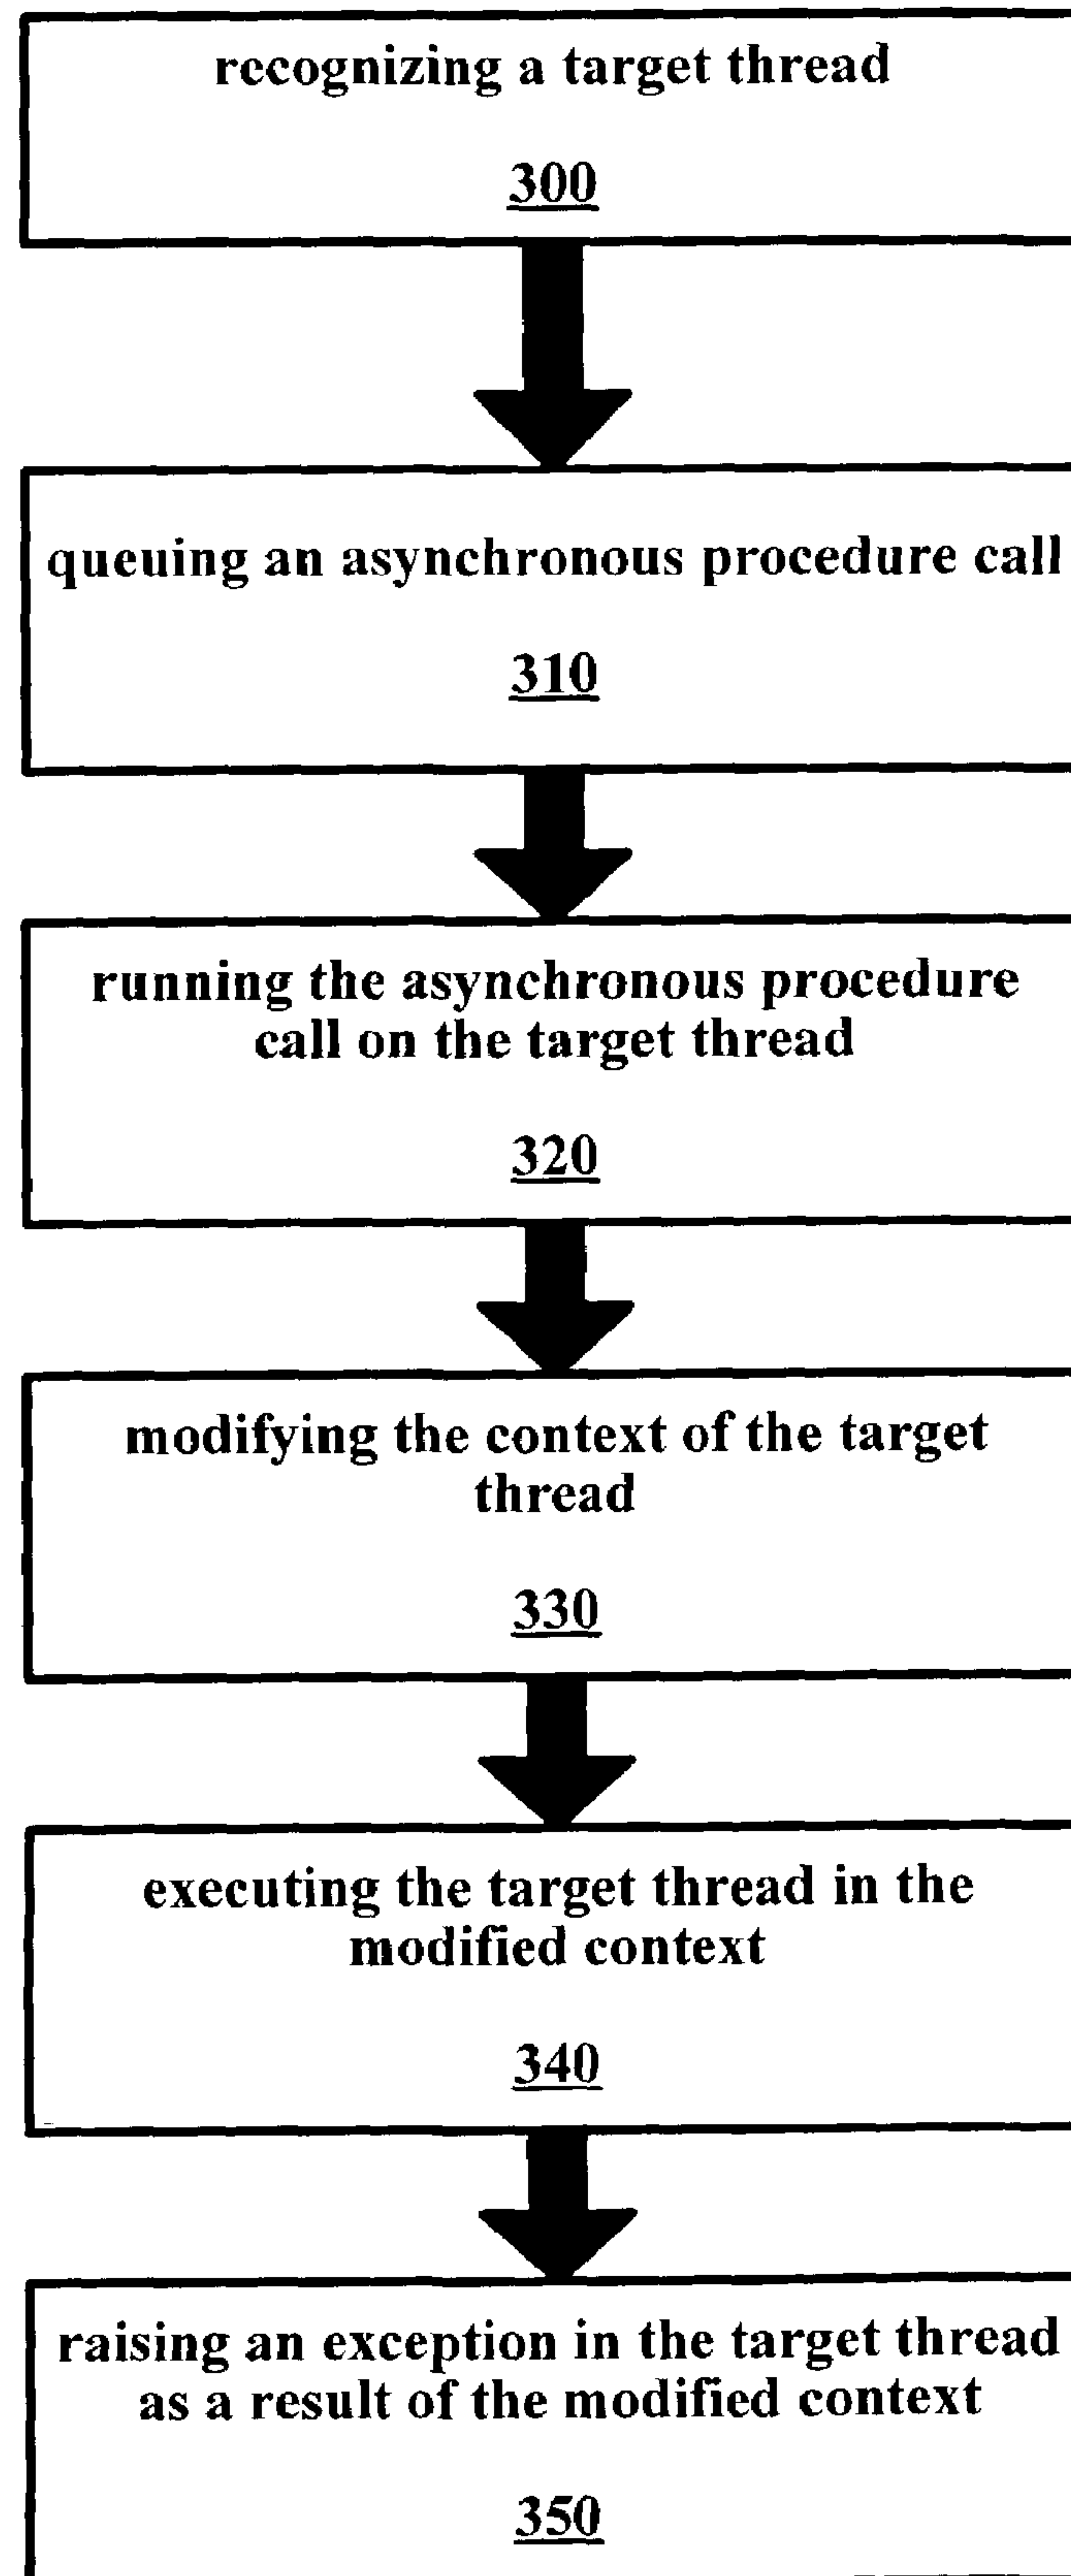 recognizing a target thread
300
queuing an asynchronous procedure call
310
running the asynchronous procedure
call on the target thread
320
modifying the context of the target
thread
330
executing the target thread in the
modified context
340
raising an exception in the target thread
as a result of the modified context
350